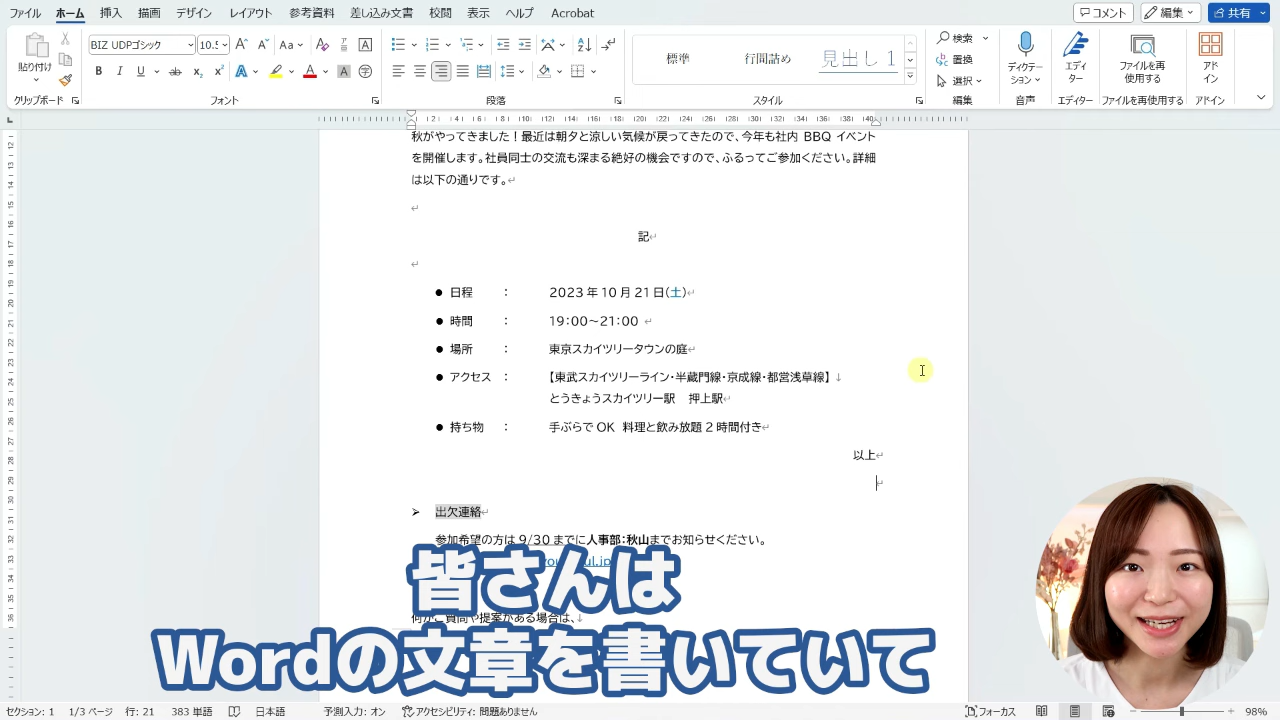 ファイル ホーム 挿入 描画 デザイン レイアウト 参考資料 差し込み文書 校閲 表示 ヘルプ Acrobat コメント 編集 共有
貼り付け
BIZ UDPゴシック 10.5 Aa
標準 行間詰め 見出し 1
検索
置換
選択
ディクテーション
エディター
ファイルを再使用する
アドイン
クリップボード フォント 段落 スタイル 編集 音声 エディター ファイルを再使用する アドイン
秋がやってきました！最近は朝夕と涼しい気候が戻ってきたので、今年も社内 BBQ イベント
を開催します。社員同士の交流も深まる絶好の機会ですので、ふるってご参加ください。詳細
は以下の通りです。
記
● 日程 ： 2023 年 10 月 21 日（土）
● 時間 ： 19：00～21：00
● 場所 ： 東京スカイツリータウンの庭
● アクセス ： 【東武スカイツリーライン・半蔵門線・京成線・都営浅草線】
とうきょうスカイツリー駅 押上駅
● 持ち物 ： 手ぶらで OK 料理と飲み放題 2 時間付き
以上
➢ 出欠連絡
参加希望の方は 9/30 までに人事部：秋山までお知らせください。
何かご質問や提案がある場合は、
皆さんは
Wordの文章を書いていて
セクション: 1 1/3 ページ 行: 21 383 単語 日本語 予測入力: オン アクセシビリティ: 問題ありません フォーカス 98%